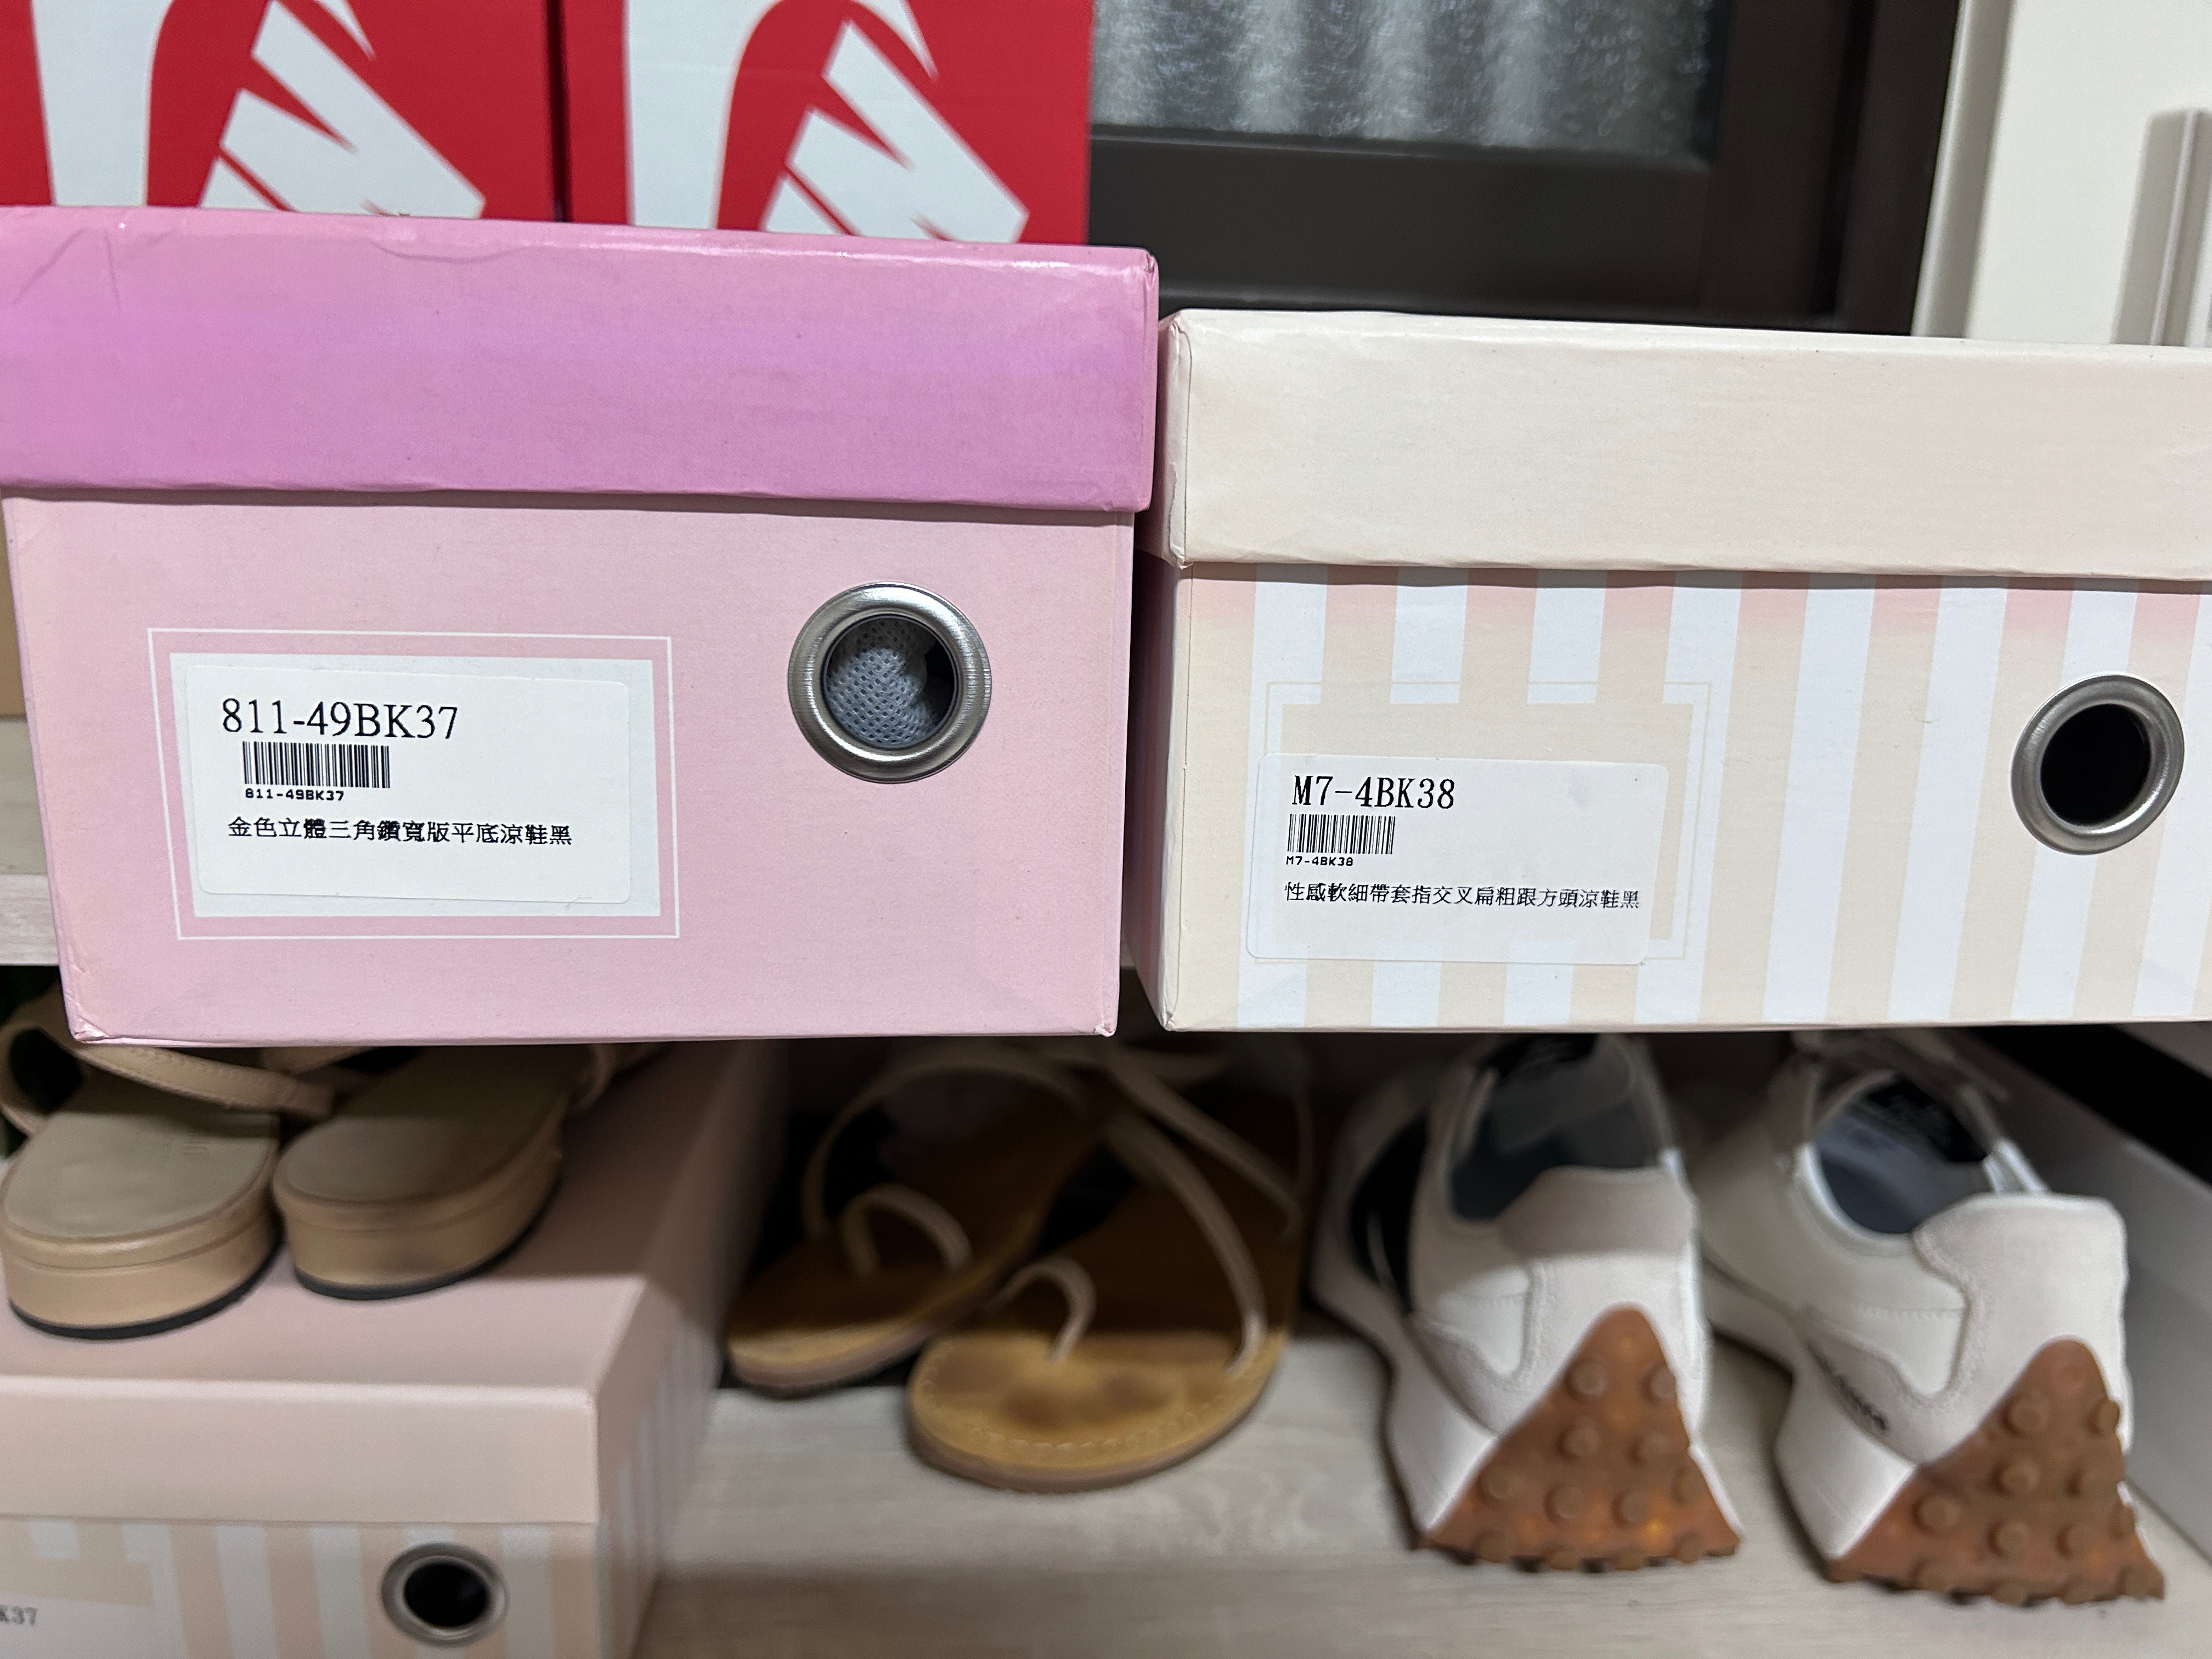 811-49BK37
811-49BK37
金色立體三角鑽寬版平底涼鞋黑
M7-4BK38
M7-4BK38
性感軟細帶套指交叉扁粗跟方頭涼鞋黑
K37